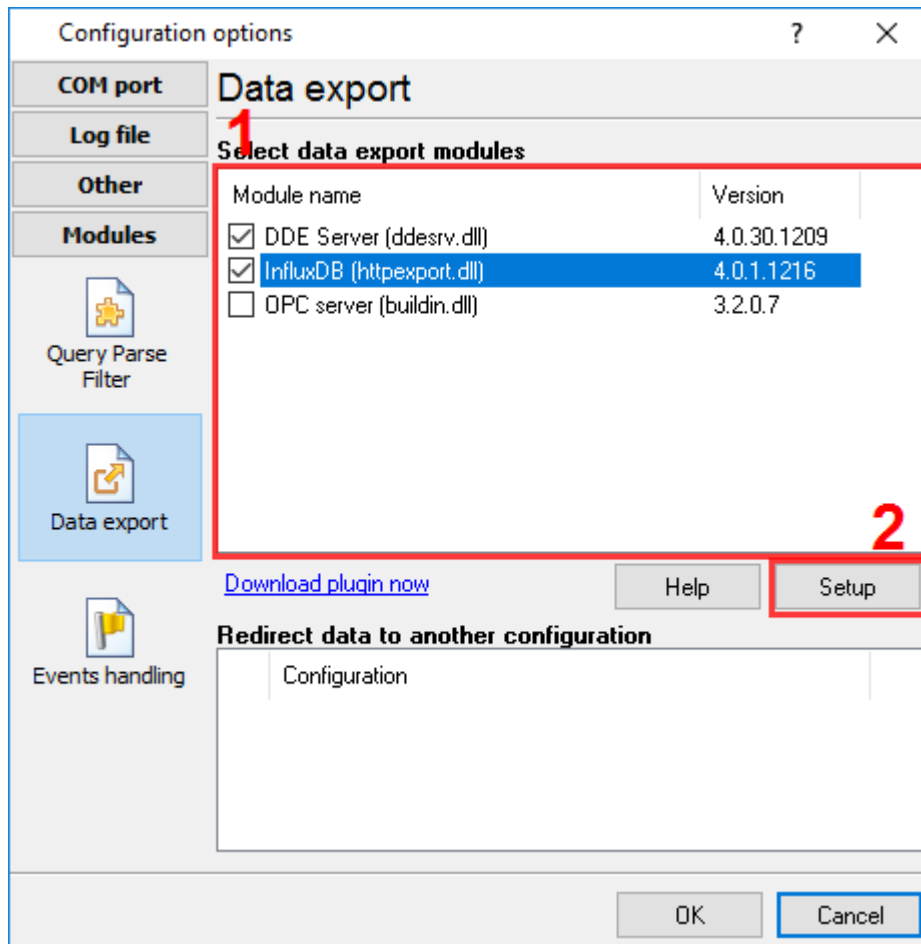 Configuration options
?
COM port
Log file
Other
Modules
Query Parse
Filter
Data export
Events handling
Data export
1
Select data export modules
Module name Version
DDE Server (ddesrv.dll) 4.0.30.1209
InfluxDB (httpexport.dll) 4.0.1.1216
OPC server (buildin.dll) 3.2.0.7
2
Download plugin now Help Setup
Redirect data to another configuration
Configuration
OK Cancel